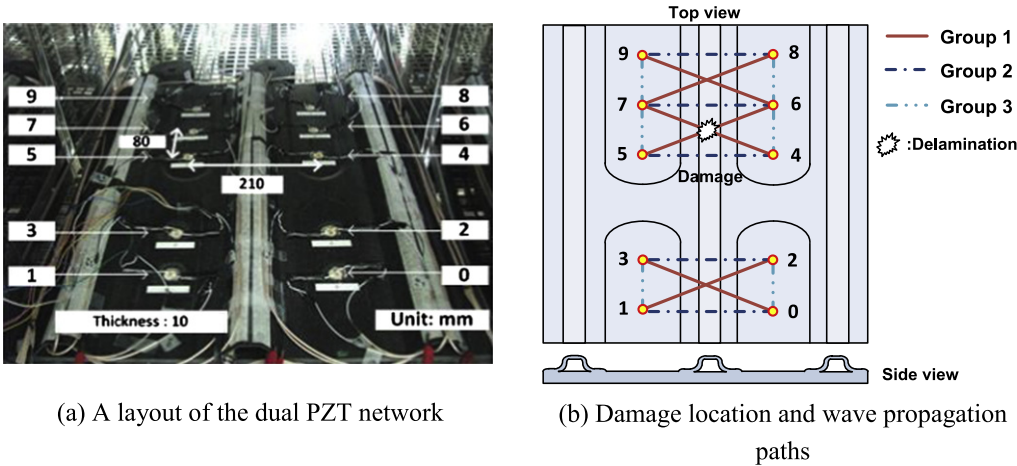 9
7
5
3
1
8
6
4
2
0
80
210
Thickness : 10
Unit: mm
Top view
9
8
7
6
5
4
Damage
3
2
1
0
Side view
Group 1
Group 2
Group 3
:Delamination
(a) A layout of the dual PZT network
(b) Damage location and wave propagation
paths